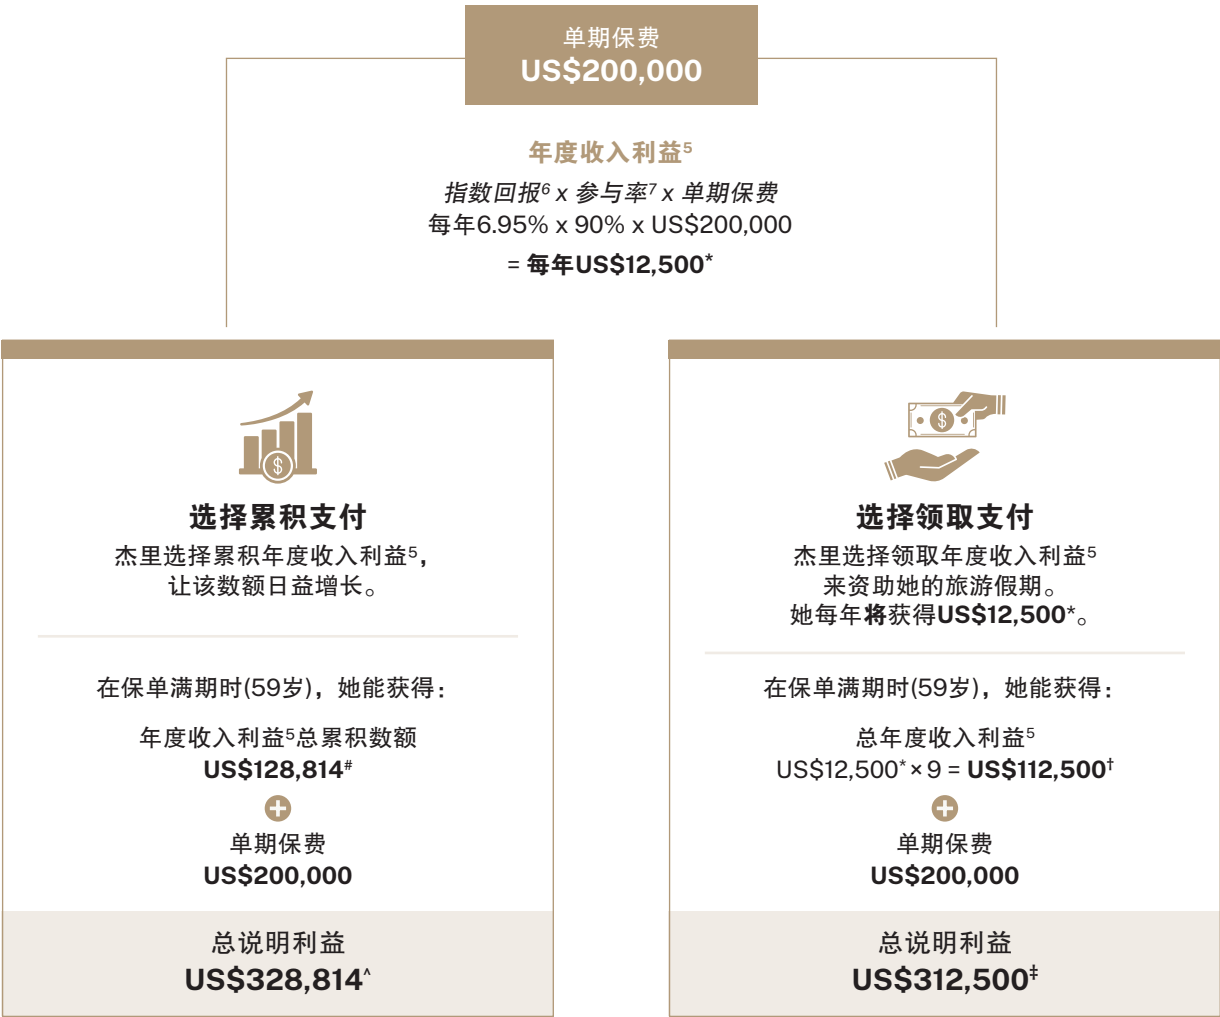 单期保费
US$200,000
年度收入利益⁵
指数回报⁶ x 参与率⁷ x 单期保费
每年6.95% x 90% x US$200,000
= 每年US$12,500*
选择累积支付
杰里选择累积年度收入利益⁵，
让该数额日益增长。
在保单满期时(59岁)，她能获得：
年度收入利益⁵总累积数额
US$128,814#
+
单期保费
US$200,000
总说明利益
US$328,814^
选择领取支付
杰里选择领取年度收入利益⁵
来资助她的旅游假期。
她每年将获得US$12,500*。
在保单满期时(59岁)，她能获得：
总年度收入利益⁵
US$12,500* × 9 = US$112,500†
+
单期保费
US$200,000
总说明利益
US$312,500‡